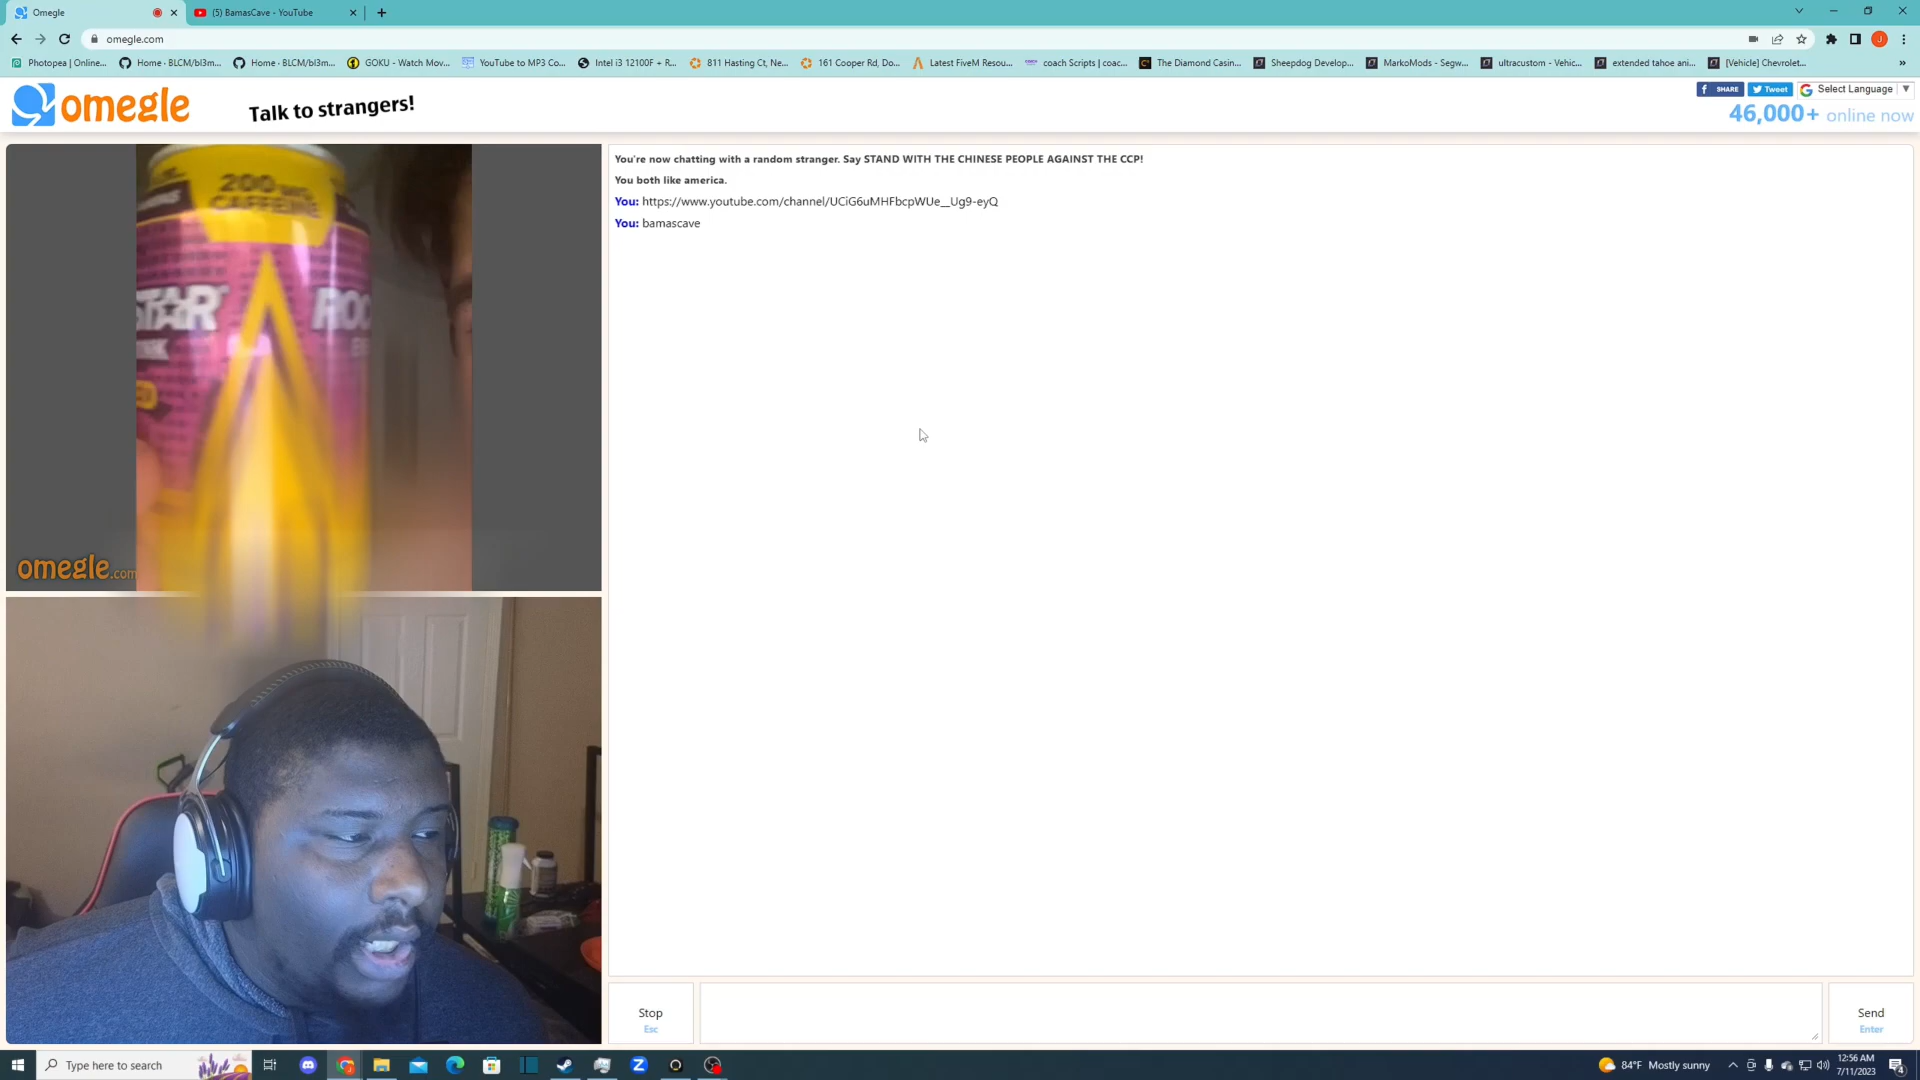 Omegle
(5) BamasCave - YouTube
omegle.com
Photopea | Online...
Home · BLCM/bl3m...
Home · BLCM/bl3m...
GOKU - Watch Mov...
YouTube to MP3 Co...
Intel i3 12100F + R...
811 Hasting Ct, Ne...
161 Cooper Rd, Do...
Latest FiveM Resou...
coach Scripts | coac...
The Diamond Casin...
Sheepdog Develop...
MarkoMods - Segw...
ultracustom - Vehic...
extended tahoe ani...
[Vehicle] Chevrolet...
»
J
omegle
Talk to strangers!
SHARE
Tweet
Select Language ▼
46,000+ online now
200 MG
CAFFEINE
STAR
ROC
omegle.com
You're now chatting with a random stranger. Say STAND WITH THE CHINESE PEOPLE AGAINST THE CCP!
You both like america.
You: https://www.youtube.com/channel/UCiG6uMHFbcpWUe__Ug9-eyQ
You: bamascave
Stop
Esc
Send
Enter
Type here to search
84°F Mostly sunny
12:56 AM
7/11/2023
4